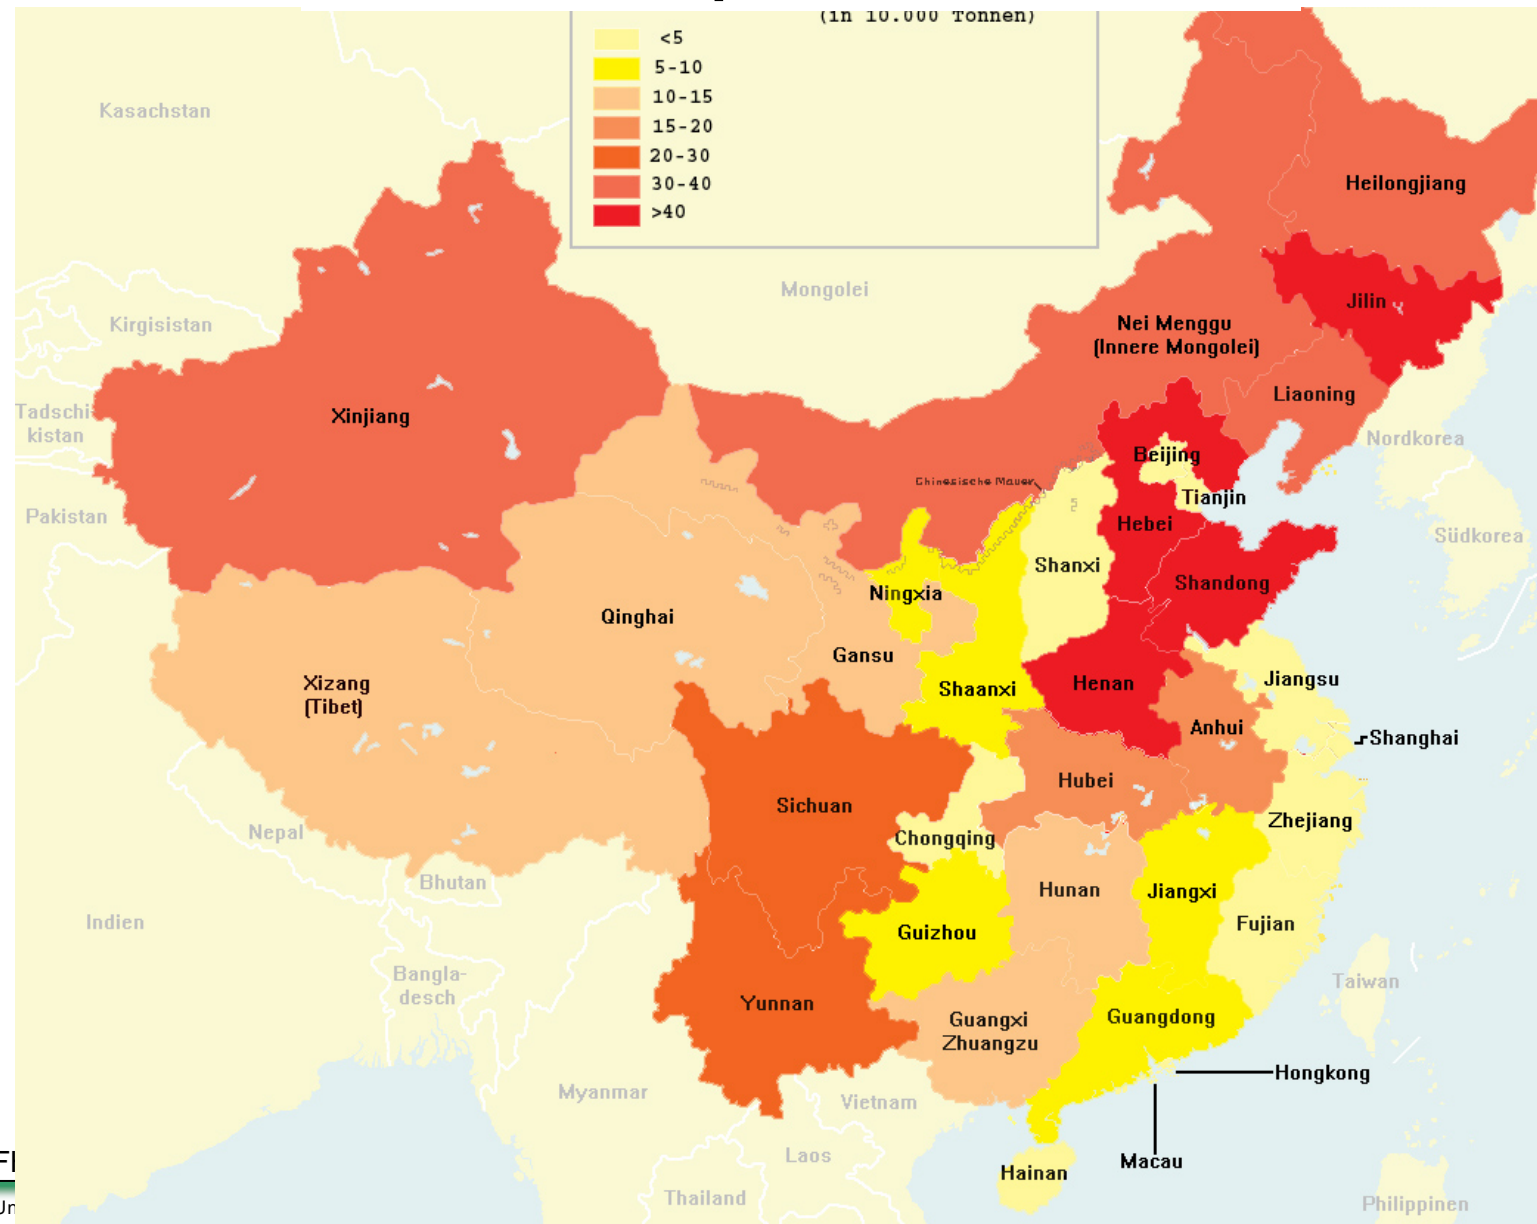 (in 10.000 Tonnen)
<5
5-10
10-15
15-20
20-30
30-40
>40
Kasachstan
Heilongjiang
Mongolei
Jilin
Kirgisistan
Nei Menggu
(Innere Mongolei)
Liaoning
Xinjiang
Tadschi-
kistan
Nordkorea
Beijing
Chinesische Mauer
Tianjin
Pakistan
Hebei
Südkorea
Shanxi
Shandong
Ningxia
Qinghai
Gansu
Jiangsu
Xizang
(Tibet)
Shaanxi
Henan
Anhui
Shanghai
Hubei
Sichuan
Zhejiang
Nepal
Chongqing
Bhutan
Hunan
Jiangxi
Indien
Guizhou
Fujian
Bangla-
desch
Taiwan
Yunnan
Guangxi
Zhuangzu
Guangdong
Hongkong
Myanmar
Vietnam
Laos
Macau
Hainan
Thailand
Philippinen